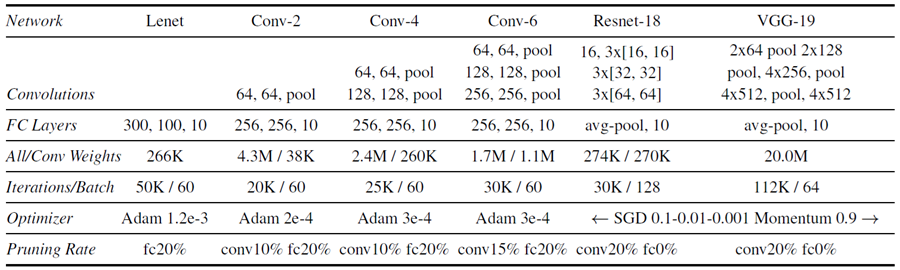 Network Lenet Conv-2 Conv-4 Conv-6 Resnet-18 VGG-19
64, 64, pool 16, 3x[16, 16] 2x64 pool 2x128
64, 64, pool 128, 128, pool 3x[32, 32] pool, 4x256, pool
Convolutions 64, 64, pool 128, 128, pool 256, 256, pool 3x[64, 64] 4x512, pool, 4x512
FC Layers 300, 100, 10 256, 256, 10 256, 256, 10 256, 256, 10 avg-pool, 10 avg-pool, 10
All/Conv Weights 266K 4.3M / 38K 2.4M / 260K 1.7M / 1.1M 274K / 270K 20.0M
Iterations/Batch 50K / 60 20K / 60 25K / 60 30K / 60 30K / 128 112K / 64
Optimizer Adam 1.2e-3 Adam 2e-4 Adam 3e-4 Adam 3e-4 ← SGD 0.1-0.01-0.001 Momentum 0.9 →
Pruning Rate fc20% conv10% fc20% conv10% fc20% conv15% fc20% conv20% fc0% conv20% fc0%